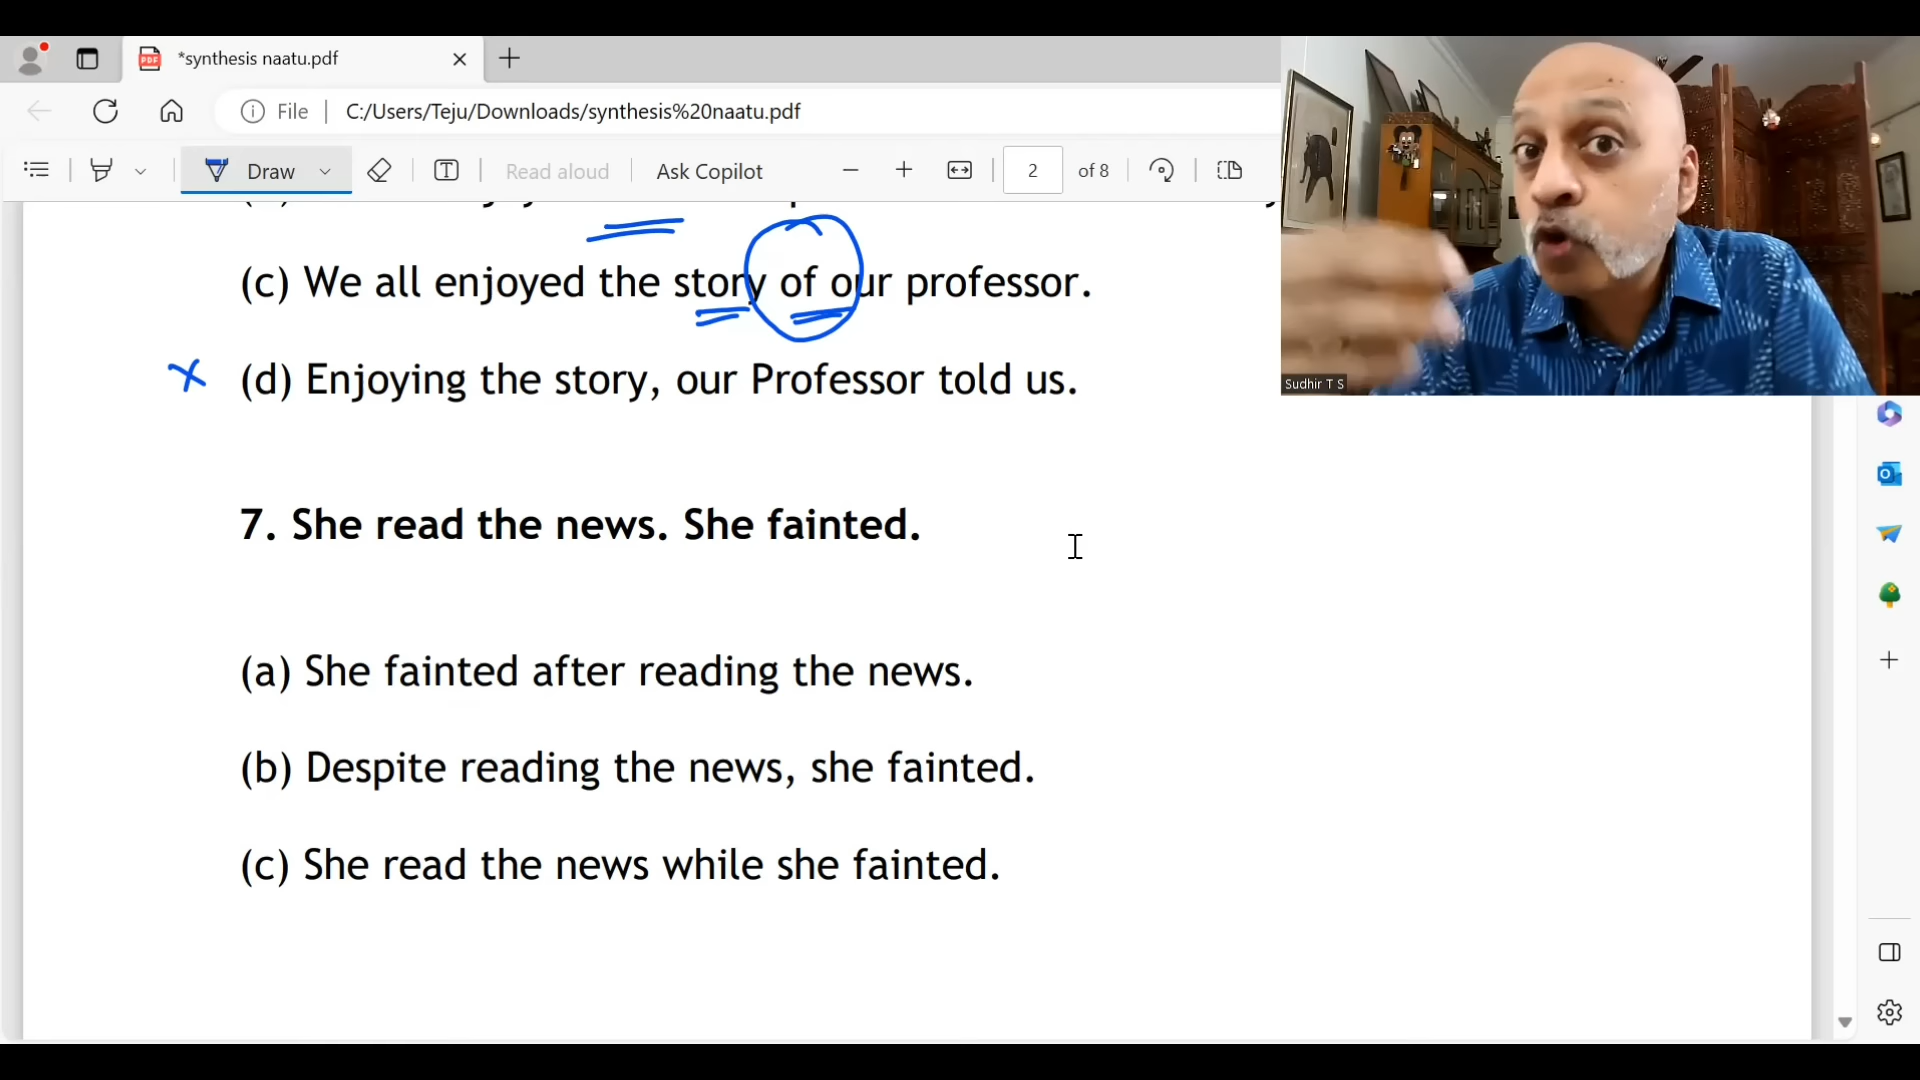 *synthesis naatu.pdf
File
C:/Users/Teju/Downloads/synthesis%20naatu.pdf
Draw
Read aloud
Ask Copilot
2
of 8
(c) We all enjoyed the story of our professor.
(d) Enjoying the story, our Professor told us.
Sudhir T S
7. She read the news. She fainted.
(a) She fainted after reading the news.
(b) Despite reading the news, she fainted.
(c) She read the news while she fainted.